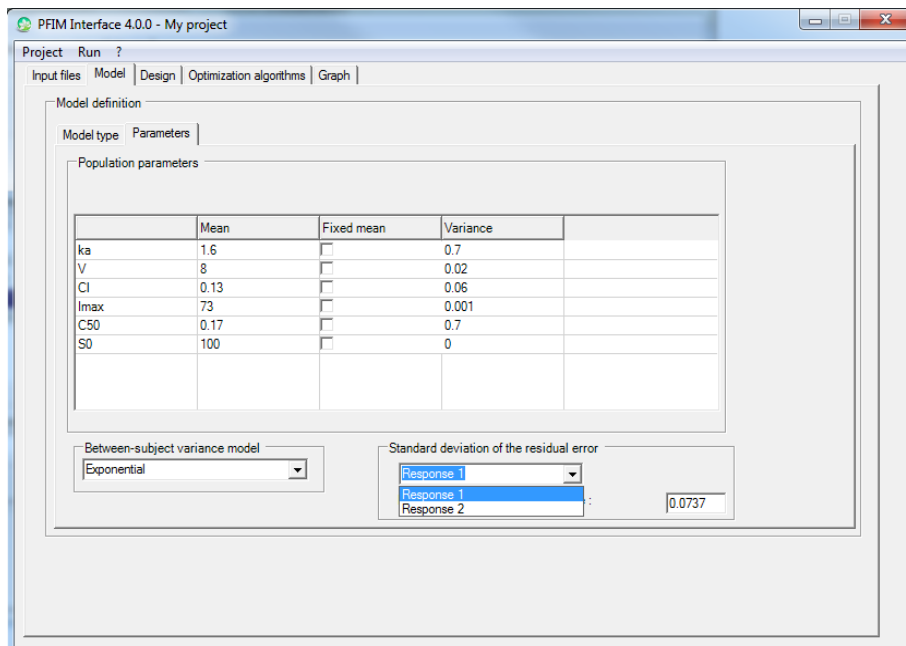 PFIM Interface 4.0.0 - My project
Project Run ?
Input files Model Design Optimization algorithms Graph
Model definition
Model type Parameters
Population parameters
Mean Fixed mean Variance
ka 1.6 0.7
V 8 0.02
Cl 0.13 0.06
Imax 73 0.001
C50 0.17 0.7
S0 100 0
Between-subject variance model Standard deviation of the residual error
Exponential Response 1
Response 1 : 0.0737
Response 2